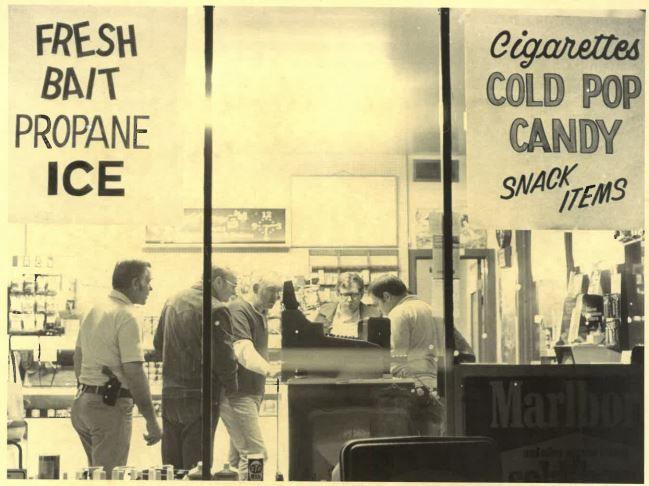 FRESH
BAIT
PROPANE
ICE
Cigarettes
COLD POP
CANDY
SNACK
ITEMS
Marlbor